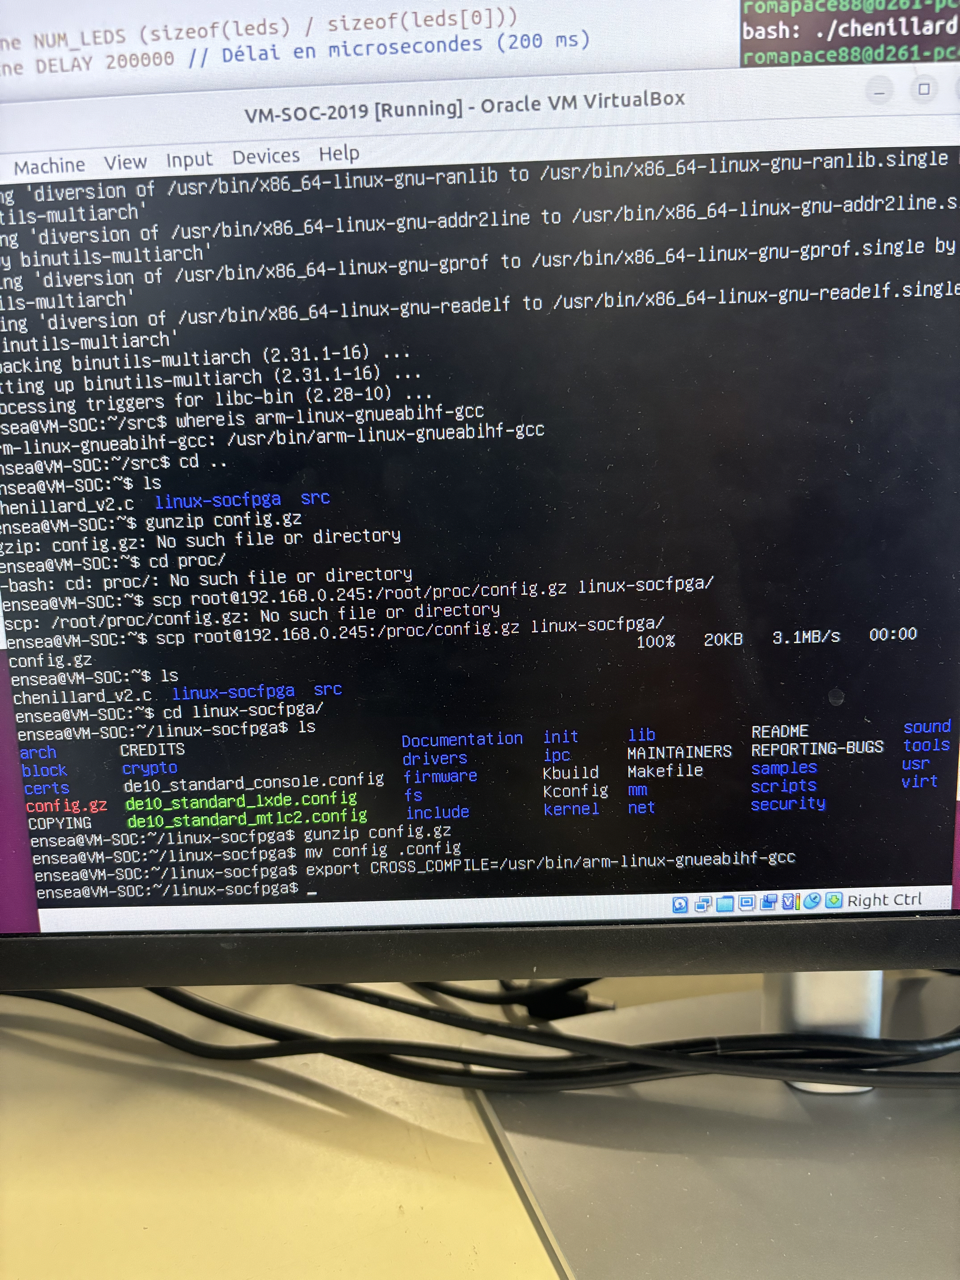 ne NUM_LEDS (sizeof(leds) / sizeof(leds[0]))
ne DELAY 200000 // Délai en microsecondes (200 ms)
romapace88@d261-pc
bash: ./chenillard
romapace88@d261-pc
VM-SOC-2019 [Running] - Oracle VM VirtualBox
Machine View Input Devices Help
ng 'diversion of /usr/bin/x86_64-linux-gnu-ranlib to /usr/bin/x86_64-linux-gnu-ranlib.single
tils-multiarch'
ng 'diversion of /usr/bin/x86_64-linux-gnu-addr2line to /usr/bin/x86_64-linux-gnu-addr2line.s
y binutils-multiarch'
ing 'diversion of /usr/bin/x86_64-linux-gnu-gprof to /usr/bin/x86_64-linux-gnu-gprof.single by
ils-multiarch'
ing 'diversion of /usr/bin/x86_64-linux-gnu-readelf to /usr/bin/x86_64-linux-gnu-readelf.single
inutils-multiarch'
packing binutils-multiarch (2.31.1-16) ...
tting up binutils-multiarch (2.31.1-16) ...
ocessing triggers for libc-bin (2.28-10) ...
nsea@VM-SOC:~/src$ whereis arm-linux-gnueabihf-gcc
m-linux-gnueabihf-gcc: /usr/bin/arm-linux-gnueabihf-gcc
nsea@VM-SOC:~/src$ cd ..
nsea@VM-SOC:~$ ls
henillard_v2.c linux-socfpga src
ensea@VM-SOC:~$ gunzip config.gz
gzip: config.gz: No such file or directory
ensea@VM-SOC:~$ cd proc/
-bash: cd: proc/: No such file or directory
ensea@VM-SOC:~$ scp root@192.168.0.245:/root/proc/config.gz linux-socfpga/
scp: /root/proc/config.gz: No such file or directory
ensea@VM-SOC:~$ scp root@192.168.0.245:/proc/config.gz linux-socfpga/
config.gz 100% 20KB 3.1MB/s 00:00
ensea@VM-SOC:~$ ls
chenillard_v2.c linux-socfpga src
ensea@VM-SOC:~$ cd linux-socfpga/
ensea@VM-SOC:~/linux-socfpga$ ls
arch CREDITS Documentation init lib README sound
block crypto drivers ipc MAINTAINERS REPORTING-BUGS tools
certs de10_standard_console.config firmware Kbuild Makefile samples usr
config.gz de10_standard_lxde.config fs Kconfig mm scripts virt
COPYING de10_standard_mtlc2.config include kernel net security
ensea@VM-SOC:~/linux-socfpga$ gunzip config.gz
ensea@VM-SOC:~/linux-socfpga$ mv config .config
ensea@VM-SOC:~/linux-socfpga$ export CROSS_COMPILE=/usr/bin/arm-linux-gnueabihf-gcc
ensea@VM-SOC:~/linux-socfpga$ _
Right Ctrl